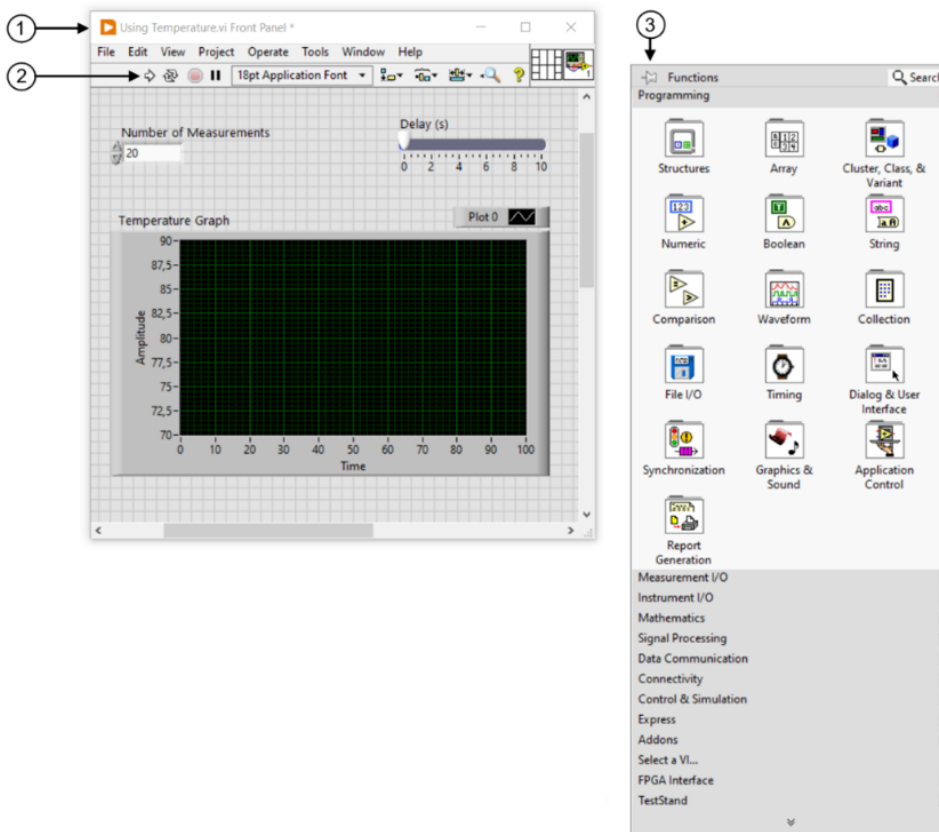 1
Using Temperature.vi Front Panel *
File Edit View Project Operate Tools Window Help
2
18pt Application Font
Number of Measurements
20
Delay (s)
0 2 4 6 8 10
Temperature Graph
Plot 0
Amplitude
90
87,5
85
82,5
80
77,5
75
72,5
70
0 10 20 30 40 50 60 70 80 90 100
Time
3
Functions
Search
Programming
Structures
Array
Cluster, Class, &
Variant
Numeric
Boolean
String
Comparison
Waveform
Collection
File I/O
Timing
Dialog & User
Interface
Synchronization
Graphics &
Sound
Application
Control
Report
Generation
Measurement I/O
Instrument I/O
Mathematics
Signal Processing
Data Communication
Connectivity
Control & Simulation
Express
Addons
Select a VI...
FPGA Interface
TestStand